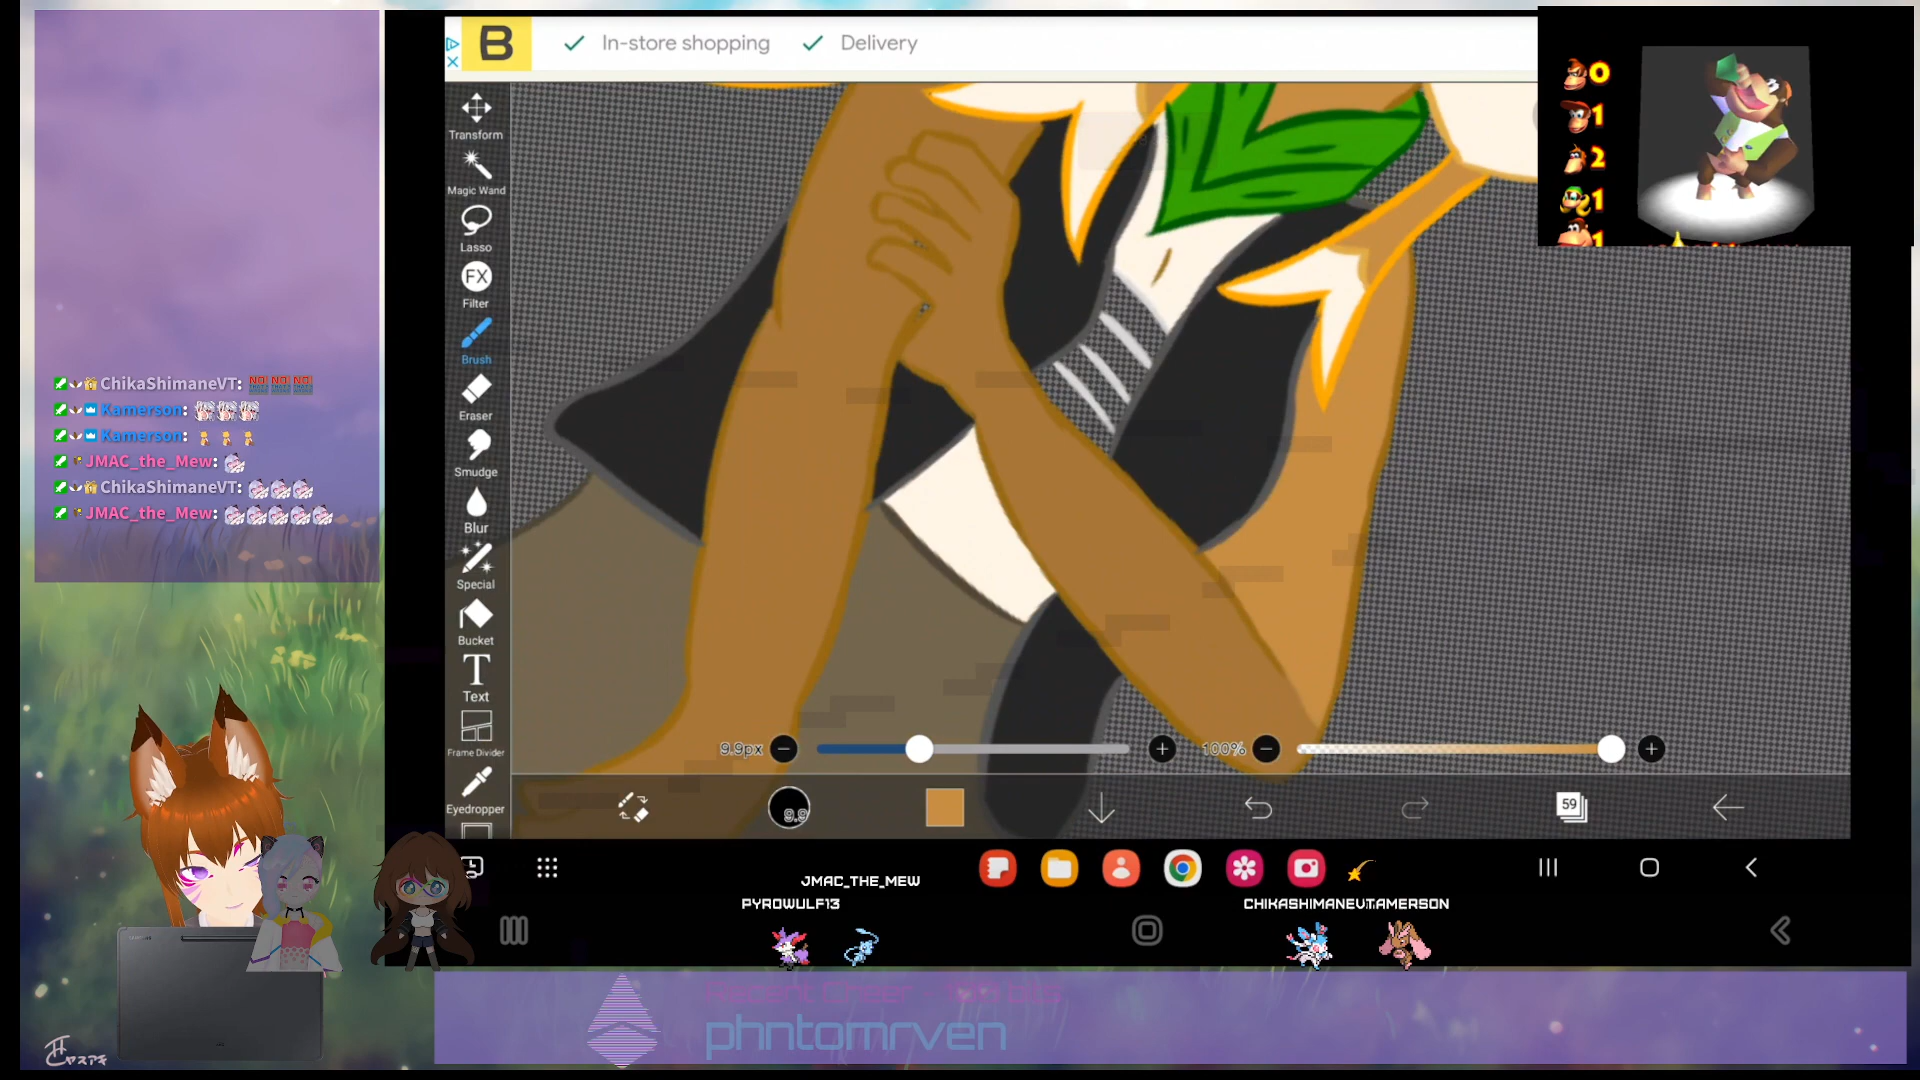 B
In-store shopping
Delivery
Transform
Magic Wand
Lasso
FX
Filter
Brush
Eraser
Smudge
Blur
Special
Bucket
T
Text
Frame Divider
Eyedropper
0
1
2
1
1
ChikaShimaneVT:
Kamerson:
Kamerson:
JMAC_the_Mew:
ChikaShimaneVT:
JMAC_the_Mew:
9.9px
100%
9.9
59
JMAC_THE_MEW
PYROWULF13
SAMSUNG
phntomrven